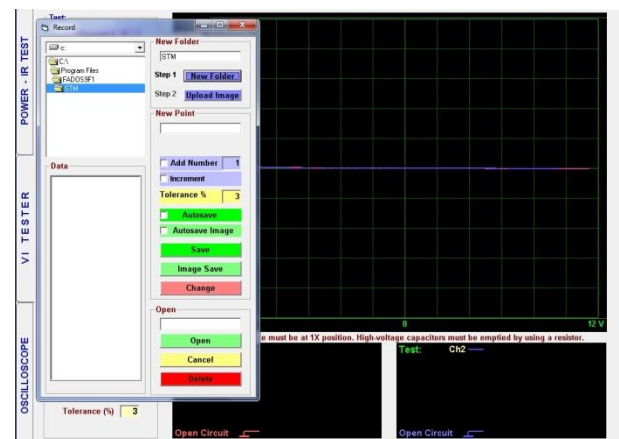 Test:
Record
c:
C:\
Program Files
FADOS9F1
STM
Data
New Folder
STM
Step 1 New Folder
Step 2 Upload Image
New Point
Add Number 1
Increment
Tolerance % 3
Autosave
Autosave Image
Save
Image Save
Change
Open
Open
Cancel
Delete
POWER - IR TEST
VI TESTER
OSCILLOSCOPE
0
12 V
e must be at 1X position. High-voltage capacitors must be emptied by using a resistor.
Test: Ch2
Tolerance (%) 3
Open Circuit
Open Circuit